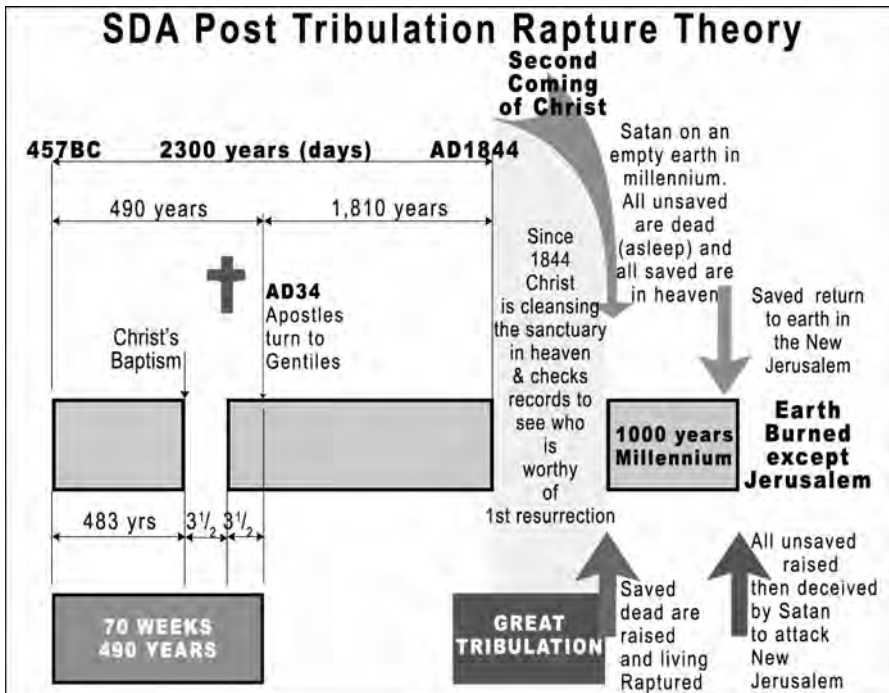 SDA Post Tribulation Rapture Theory
Second
Coming
of Christ
457BC 2300 years (days) AD1844
490 years
1,810 years
Satan on an
empty earth in
millennium.
All unsaved
are dead
(asleep) and
all saved are
in heaven
AD34
Apostles
turn to
Gentiles
Christ's
Baptism
Since
1844
Christ
is cleansing
the sanctuary
in heaven
& checks
records to
see who
is
worthy
of
1st resurrection
Saved return
to earth in
the New
Jerusalem
1000 years
Millennium
Earth
Burned
except
Jerusalem
483 yrs
3 1/2
3 1/2
70 WEEKS
490 YEARS
GREAT
TRIBULATION
Saved
dead are
raised
and living
Raptured
All unsaved
raised
then deceived
by Satan
to attack
New
Jerusalem